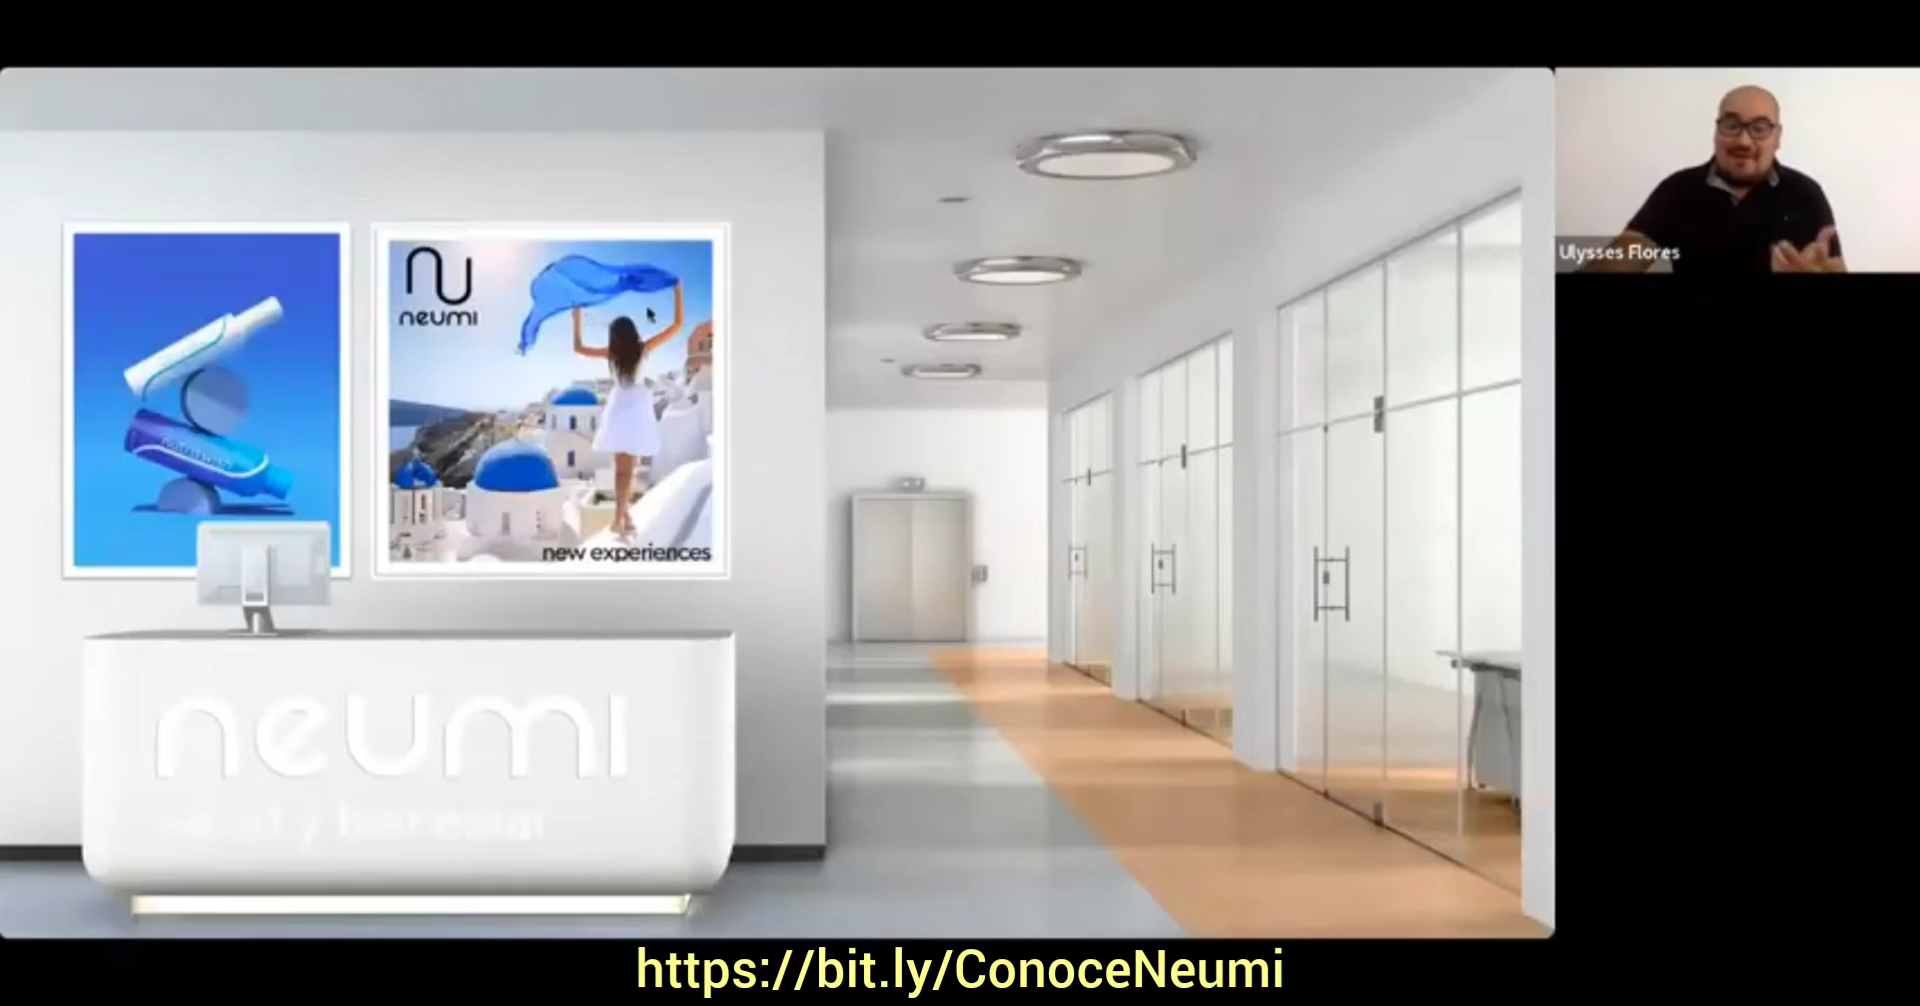 neumi
new experiences
neumi
Ulysses Flores
https://bit.ly/ConoceNeumi